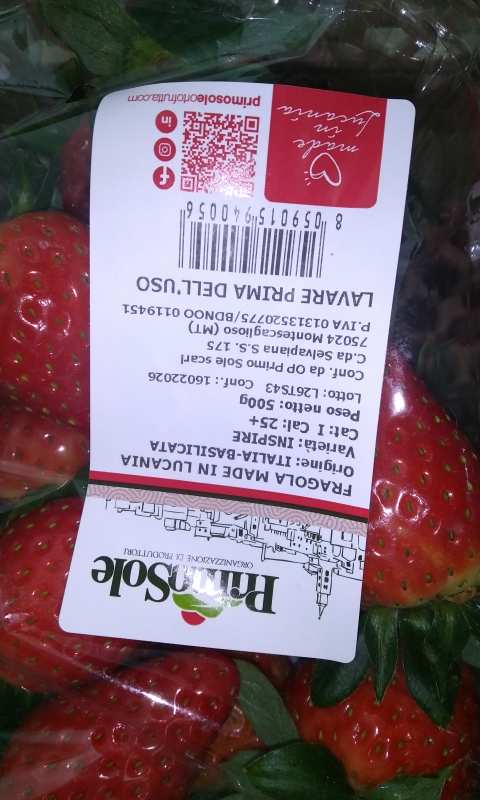 PrimoSole
ORGANIZZAZIONE DI PRODUTTORI
FRAGOLA MADE IN LUCANIA
Origine: ITALIA-BASILICATA
Varietà: INSPIRE
Cat: I Cal: 25+
Peso netto: 500g
Lotto: L26TS43 Conf.: 16022026
Conf. da OP Primo Sole scarl
C.da Selvapiana S.S. 175
75024 Montescaglioso (MT)
P.IVA 01313520775/BDNOO 0119451
LAVARE PRIMA DELL'USO
8 059015 940056
made
in
Lucania
primosoleortofrutta.com